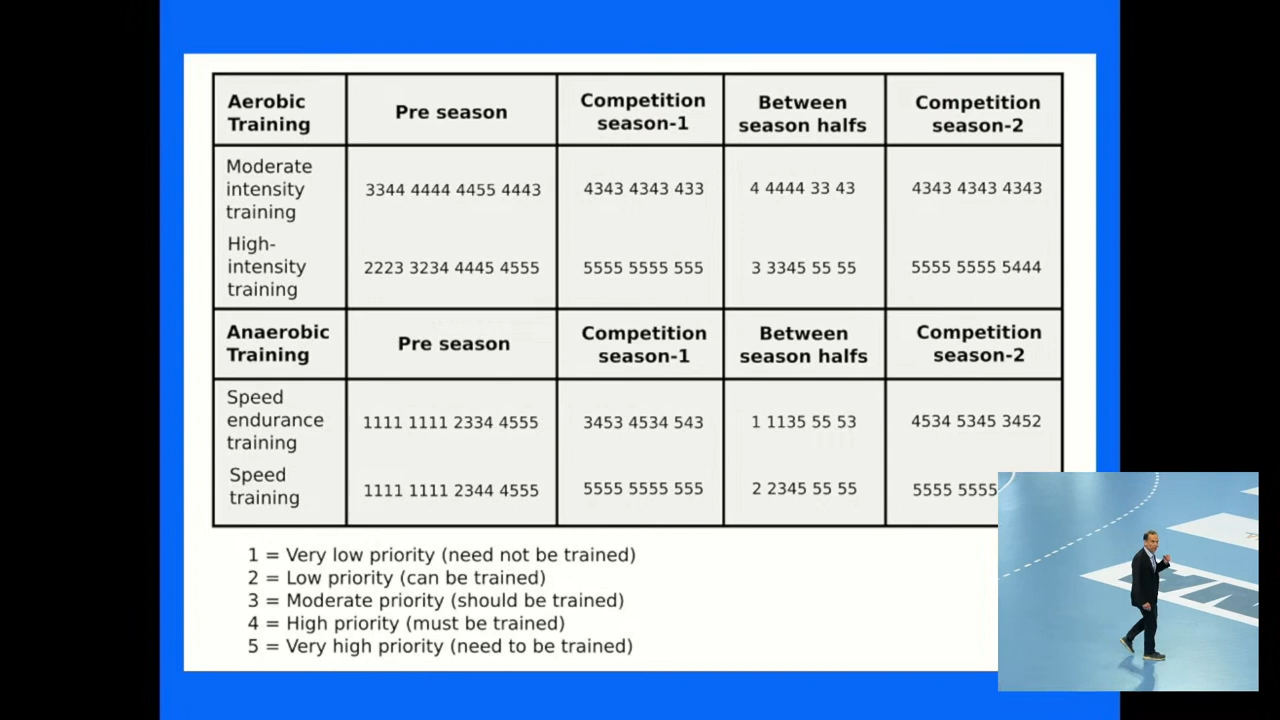 Aerobic Training
Pre season
Competition season-1
Between season halfs
Competition season-2
Moderate intensity training
3344 4444 4455 4443
4343 4343 433
4 4444 33 43
4343 4343 4343
High-intensity training
2223 3234 4445 4555
5555 5555 555
3 3345 55 55
5555 5555 5444
Anaerobic Training
Pre season
Competition season-1
Between season halfs
Competition season-2
Speed endurance training
1111 1111 2334 4555
3453 4534 543
1 1135 55 53
4534 5345 3452
Speed training
1111 1111 2344 4555
5555 5555 555
2 2345 55 55
5555 5555
1 = Very low priority (need not be trained)
2 = Low priority (can be trained)
3 = Moderate priority (should be trained)
4 = High priority (must be trained)
5 = Very high priority (need to be trained)